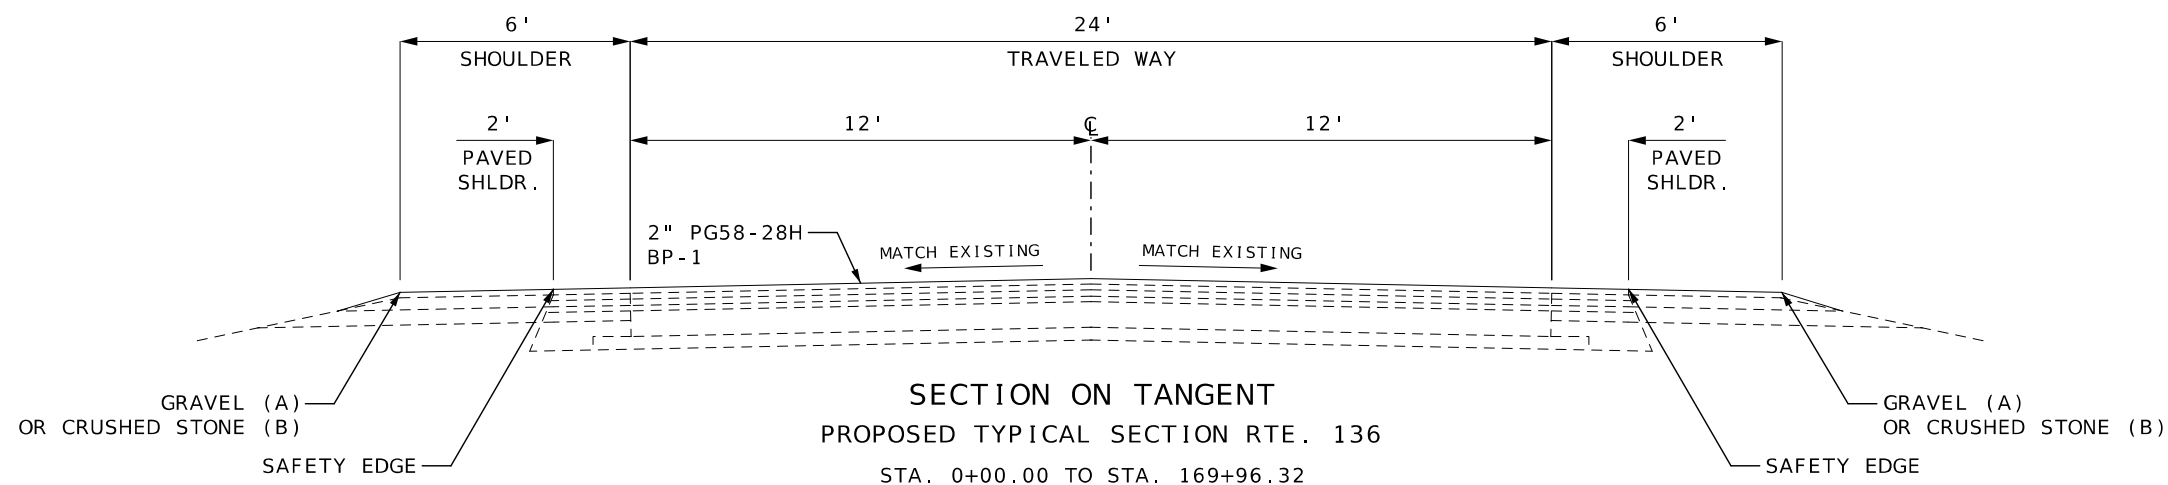 6' 24' 6'
SHOULDER TRAVELED WAY SHOULDER
2' 12' ℄ 12' 2'
PAVED
SHLDR.
PAVED
SHLDR.
2" PG58-28H
BP-1
MATCH EXISTING MATCH EXISTING
GRAVEL (A)
OR CRUSHED STONE (B)
SAFETY EDGE
SECTION ON TANGENT
PROPOSED TYPICAL SECTION RTE. 136
STA. 0+00.00 TO STA. 169+96.32
GRAVEL (A)
OR CRUSHED STONE (B)
SAFETY EDGE